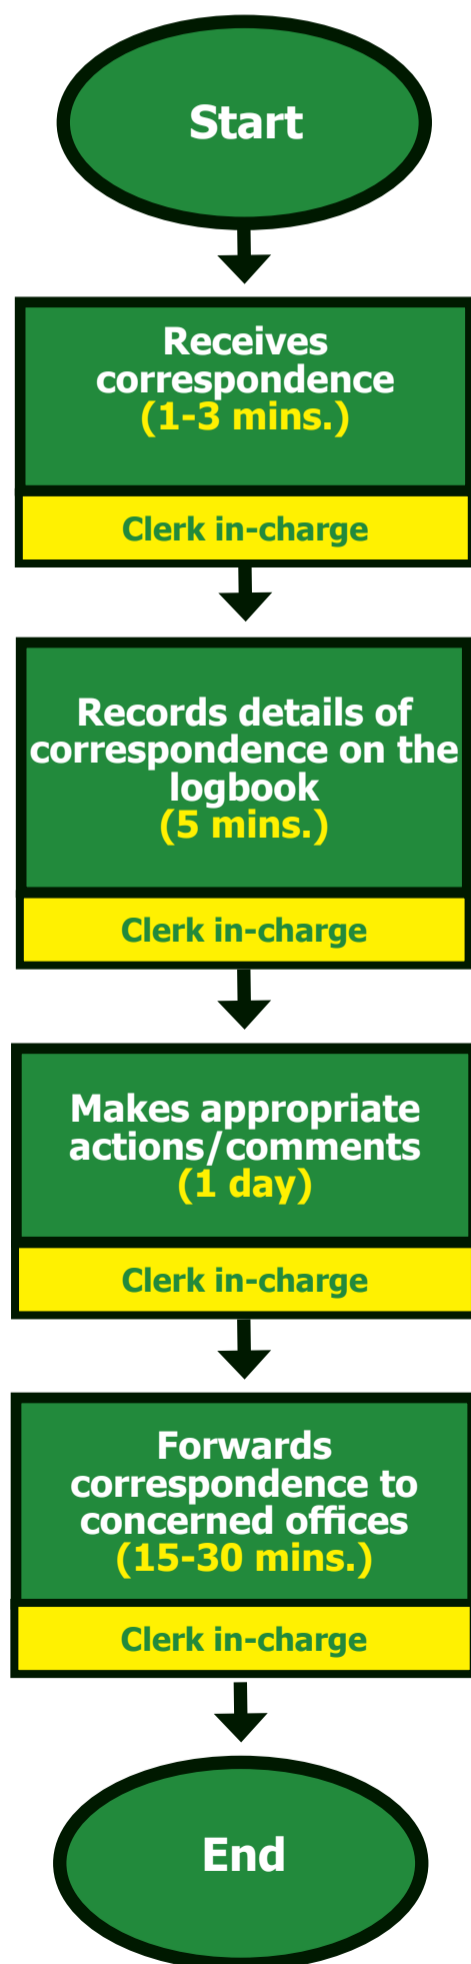 Start
Receives
correspondence
(1-3 mins.)
Clerk in-charge
Records details of
correspondence on the
logbook
(5 mins.)
Clerk in-charge
Makes appropriate
actions/comments
(1 day)
Clerk in-charge
Forwards
correspondence to
concerned offices
(15-30 mins.)
Clerk in-charge
End